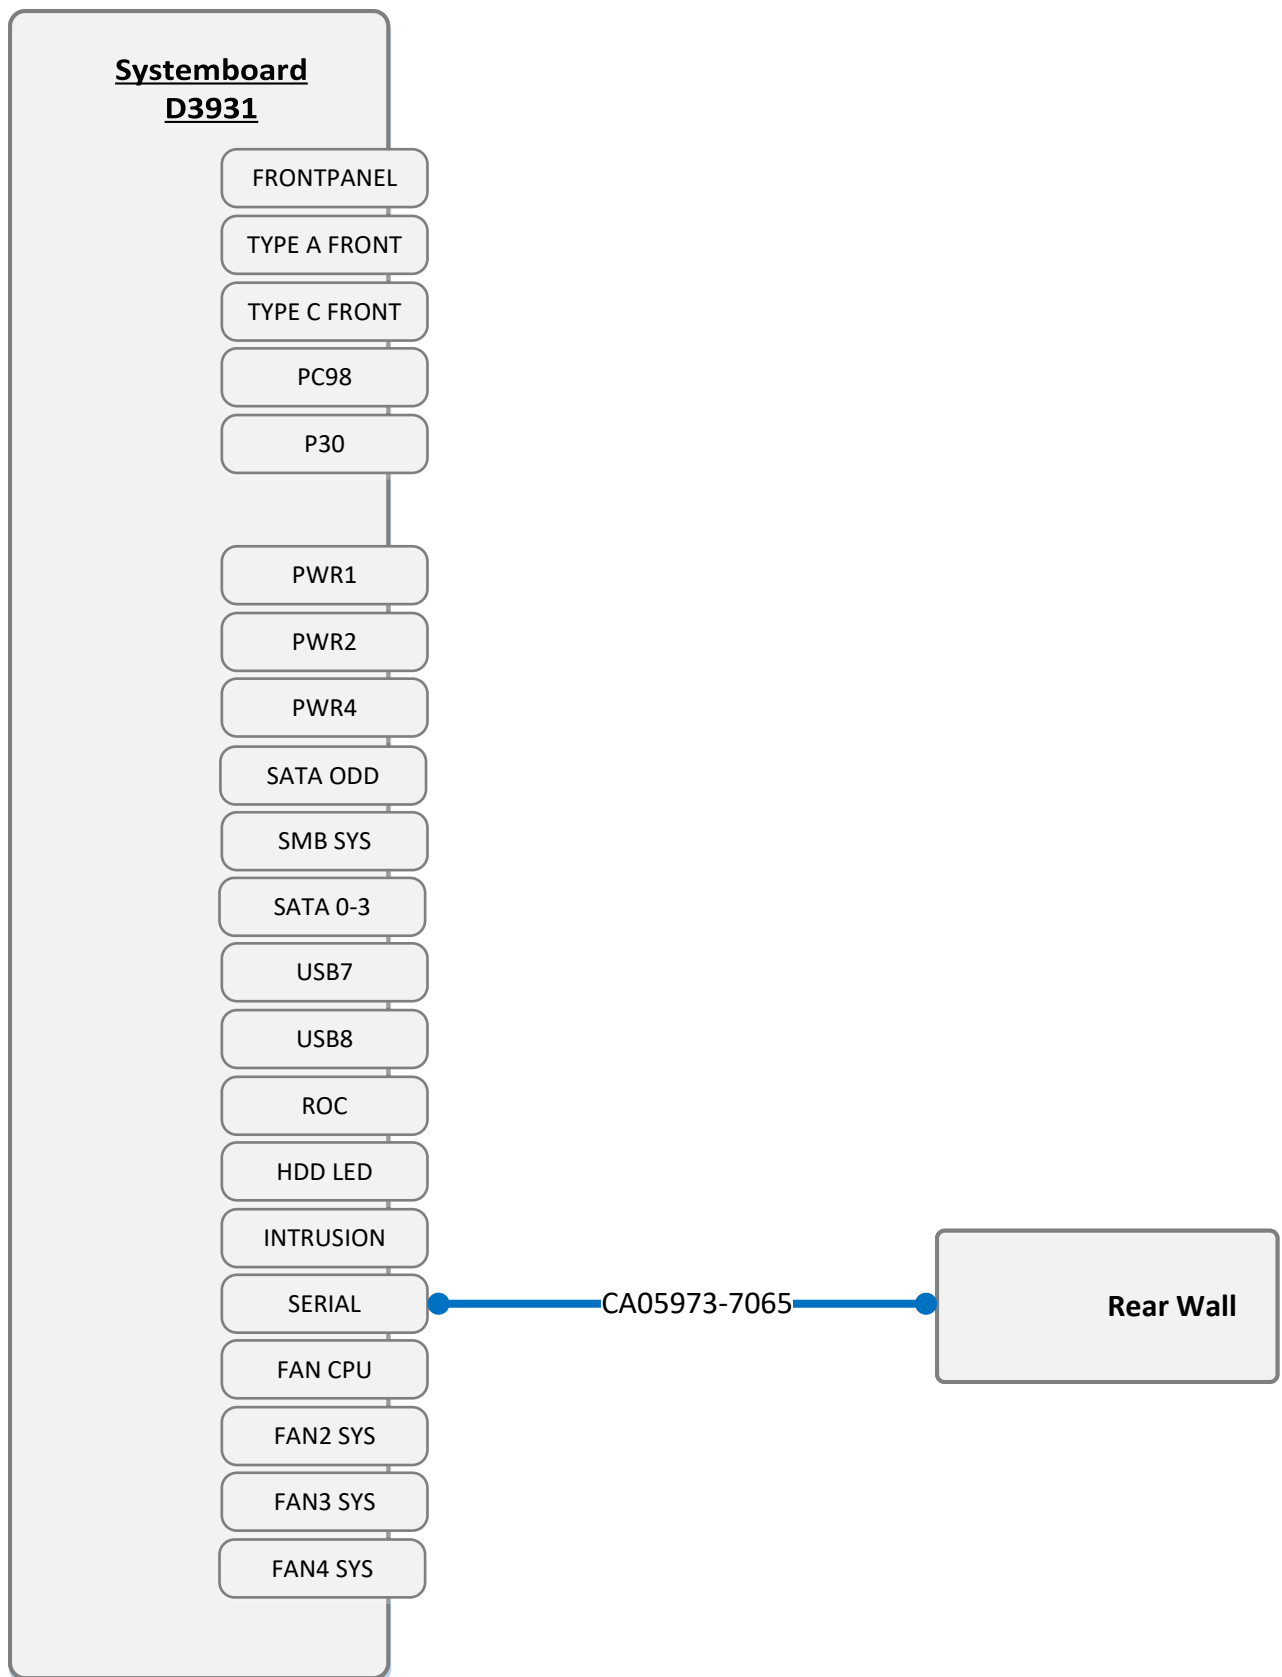 Systemboard
D3931
FRONTPANEL
TYPE A FRONT
TYPE C FRONT
PC98
P30
PWR1
PWR2
PWR4
SATA ODD
SMB SYS
SATA 0-3
USB7
USB8
ROC
HDD LED
INTRUSION
SERIAL
CA05973-7065
Rear Wall
FAN CPU
FAN2 SYS
FAN3 SYS
FAN4 SYS